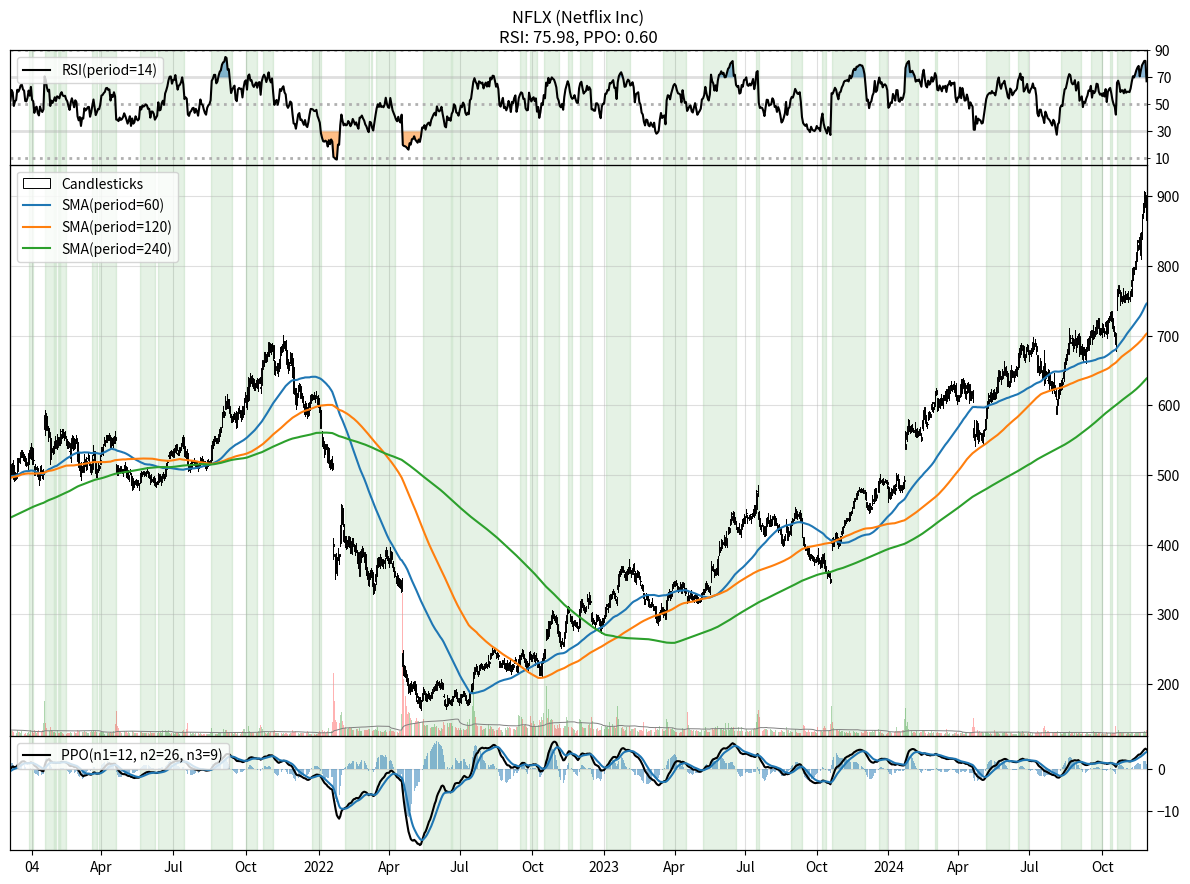 NFLX (Netflix Inc)
RSI: 75.98, PPO: 0.60
RSI(period=14)
90
70
50
30
10
Candlesticks
SMA(period=60)
SMA(period=120)
SMA(period=240)
900
800
700
600
500
400
300
200
PPO(n1=12, n2=26, n3=9)
0
−10
04 Apr Jul Oct 2022 Apr Jul Oct 2023 Apr Jul Oct 2024 Apr Jul Oct